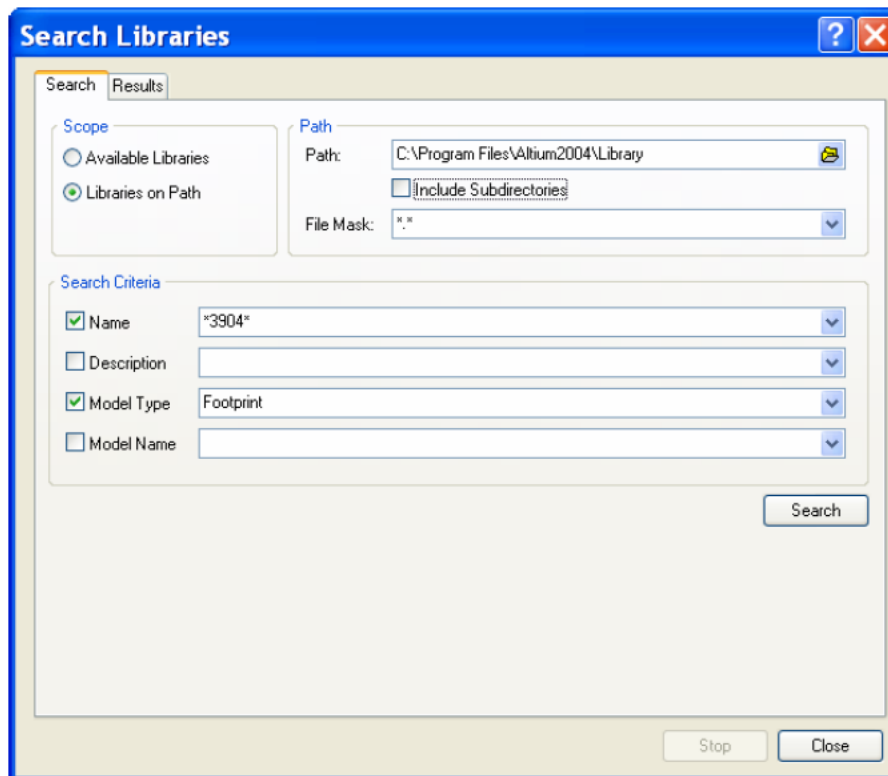 Search Libraries
Search Results
Scope
Available Libraries
Libraries on Path
Path
Path: C:\Program Files\Altium2004\Library
Include Subdirectories
File Mask: *.*
Search Criteria
Name *3904*
Description
Model Type Footprint
Model Name
Search
Stop Close